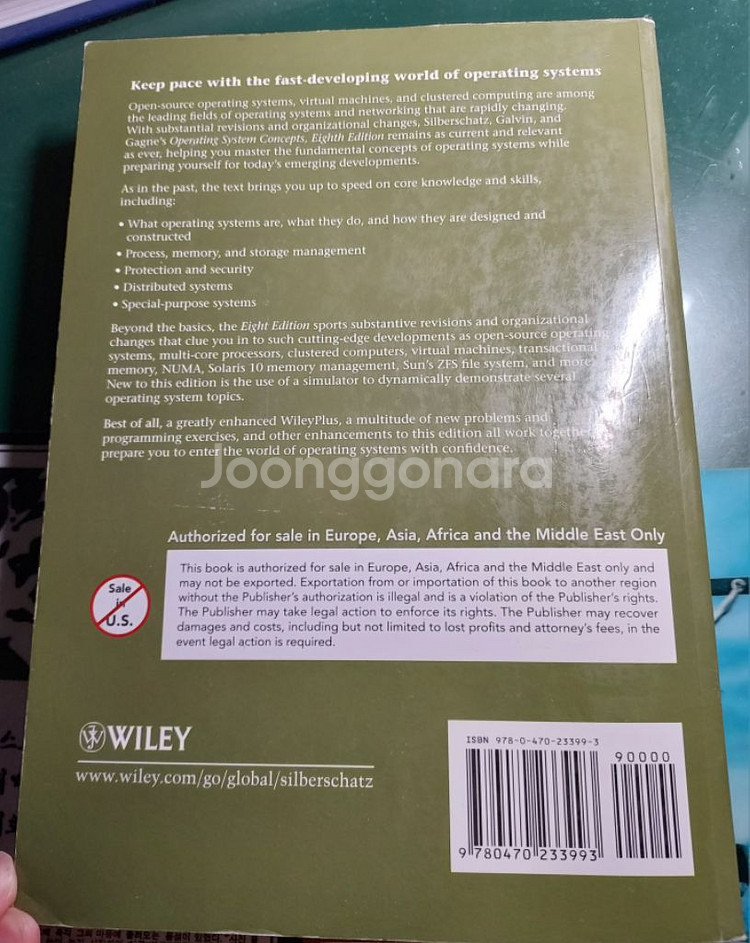 Keep pace with the fast-developing world of operating systems
Open-source operating systems, virtual machines, and clustered computing are among
the leading fields of operating systems and networking that are rapidly changing.
With substantial revisions and organizational changes, Silberschatz, Galvin, and
Gagne's Operating System Concepts, Eighth Edition remains as current and relevant
as ever, helping you master the fundamental concepts of operating systems while
preparing yourself for today's emerging developments.
As in the past, the text brings you up to speed on core knowledge and skills,
including:
• What operating systems are, what they do, and how they are designed and
constructed
• Process, memory, and storage management
• Protection and security
• Distributed systems
• Special-purpose systems
Beyond the basics, the Eight Edition sports substantive revisions and organizational
changes that clue you in to such cutting-edge developments as open-source operating
systems, multi-core processors, clustered computers, virtual machines, transactional
memory, NUMA, Solaris 10 memory management, Sun's ZFS file system, and more.
New to this edition is the use of a simulator to dynamically demonstrate several
operating system topics.
Best of all, a greatly enhanced WileyPlus, a multitude of new problems and
programming exercises, and other enhancements to this edition all work together
prepare you to enter the world of operating systems with confidence.
Joonggonara
Authorized for sale in Europe, Asia, Africa and the Middle East Only
This book is authorized for sale in Europe, Asia, Africa and the Middle East only and
may not be exported. Exportation from or importation of this book to another region
without the Publisher's authorization is illegal and is a violation of the Publisher's rights.
The Publisher may take legal action to enforce its rights. The Publisher may recover
damages and costs, including but not limited to lost profits and attorney's fees, in the
event legal action is required.
Sale
in
U.S.
WILEY
www.wiley.com/go/global/silberschatz
ISBN 978-0-470-23399-3
90000
9 780470 233993